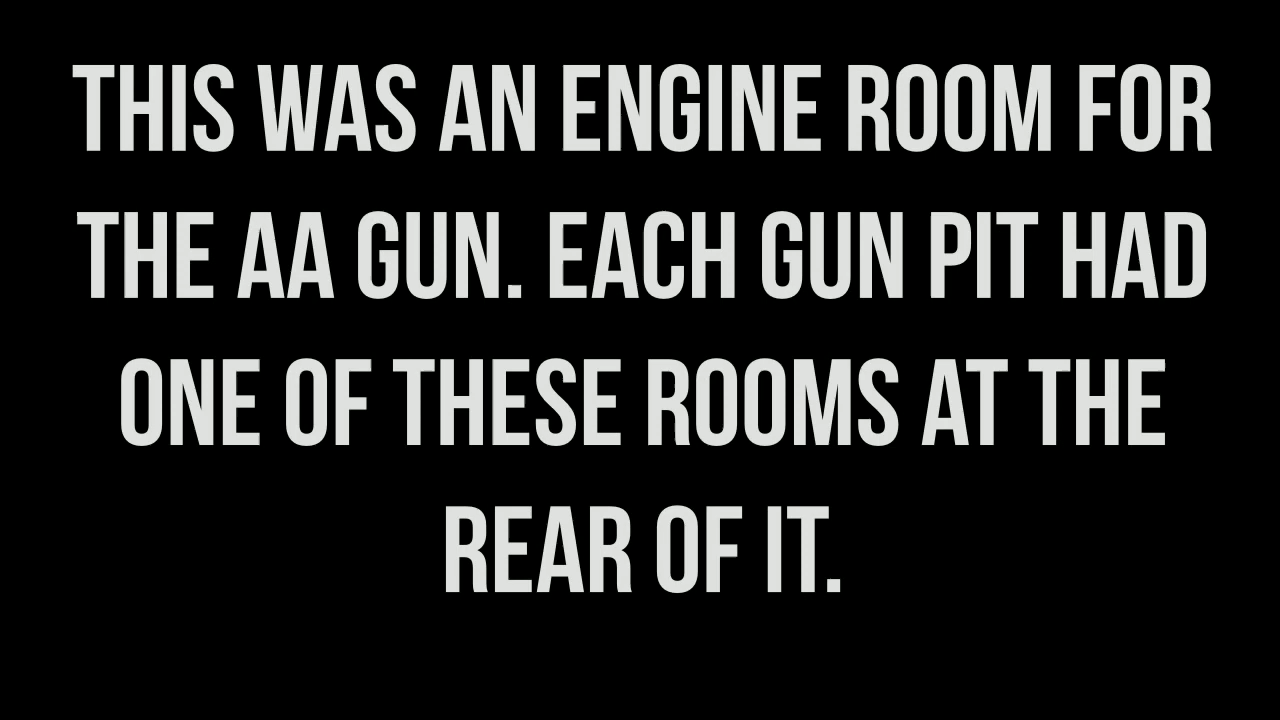 THIS WAS AN ENGINE ROOM FOR
THE AA GUN. EACH GUN PIT HAD
ONE OF THESE ROOMS AT THE
REAR OF IT.